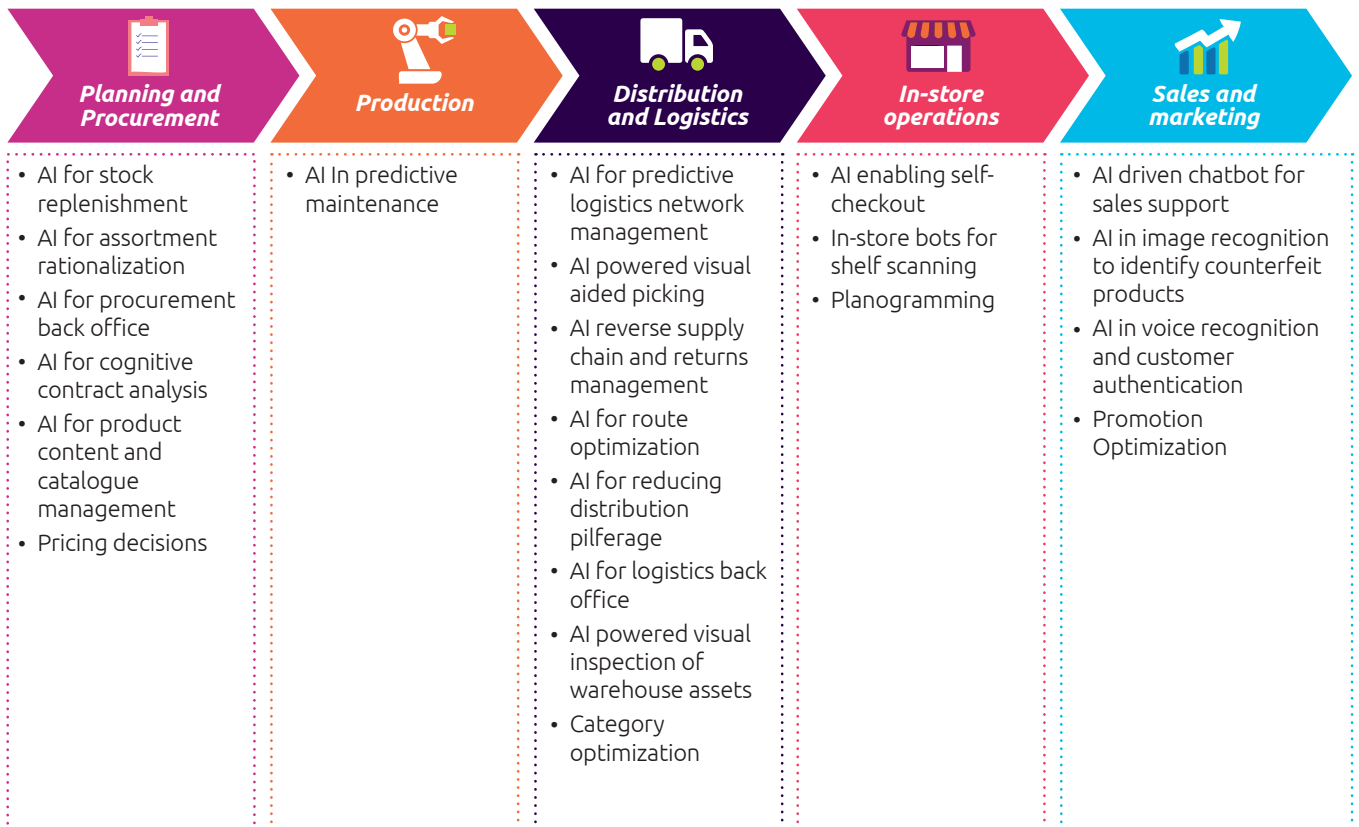 Planning and
Procurement
Production
Distribution
and Logistics
In-store
operations
Sales and
marketing
• AI for stock
replenishment
• AI for assortment
rationalization
• AI for procurement
back office
• AI for cognitive
contract analysis
• AI for product
content and
catalogue
management
• Pricing decisions
• AI In predictive
maintenance
• AI for predictive
logistics network
management
• AI powered visual
aided picking
• AI reverse supply
chain and returns
management
• AI for route
optimization
• AI for reducing
distribution
pilferage
• AI for logistics back
office
• AI powered visual
inspection of
warehouse assets
• Category
optimization
• AI enabling self-
checkout
• In-store bots for
shelf scanning
• Planogramming
• AI driven chatbot for
sales support
• AI in image recognition
to identify counterfeit
products
• AI in voice recognition
and customer
authentication
• Promotion
Optimization